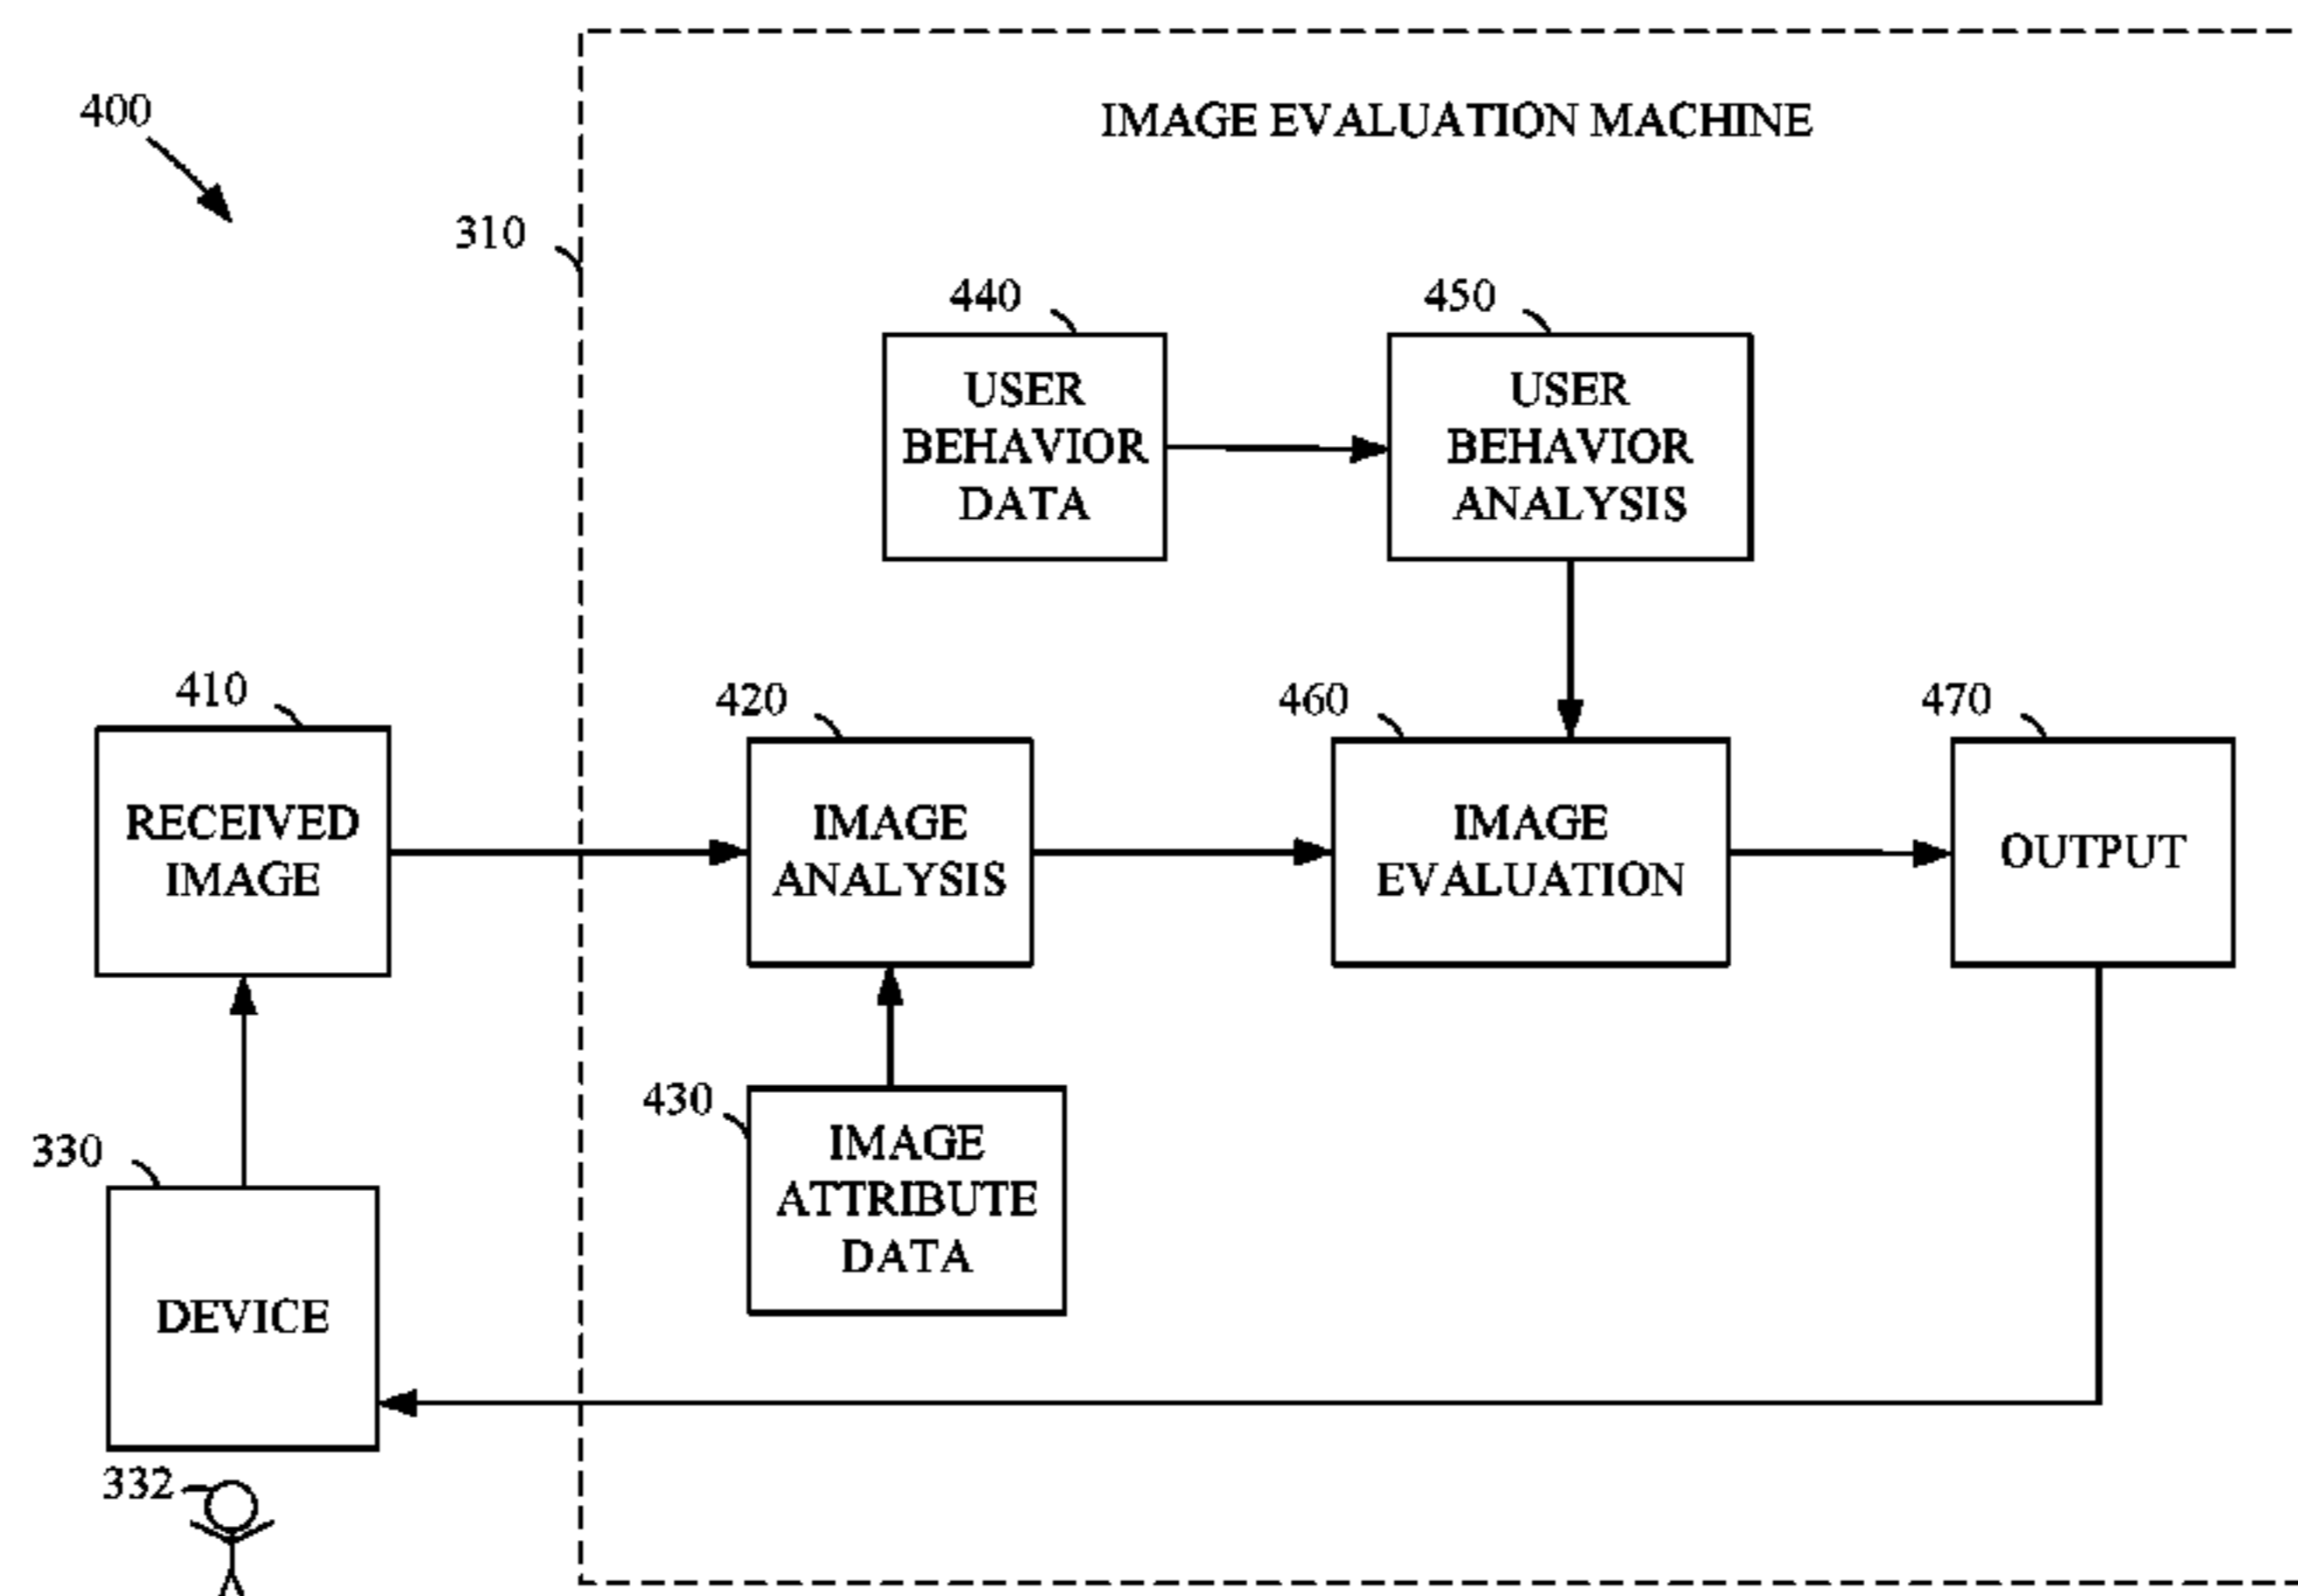 400
IMAGE EVALUATION MACHINE
310
440
450
USER
BEHAVIOR
DATA
USER
BEHAVIOR
ANALYSIS
410
420
460
470
RECEIVED
IMAGE
IMAGE
ANALYSIS
IMAGE
EVALUATION
OUTPUT
430
IMAGE
ATTRIBUTE
DATA
330
DEVICE
332